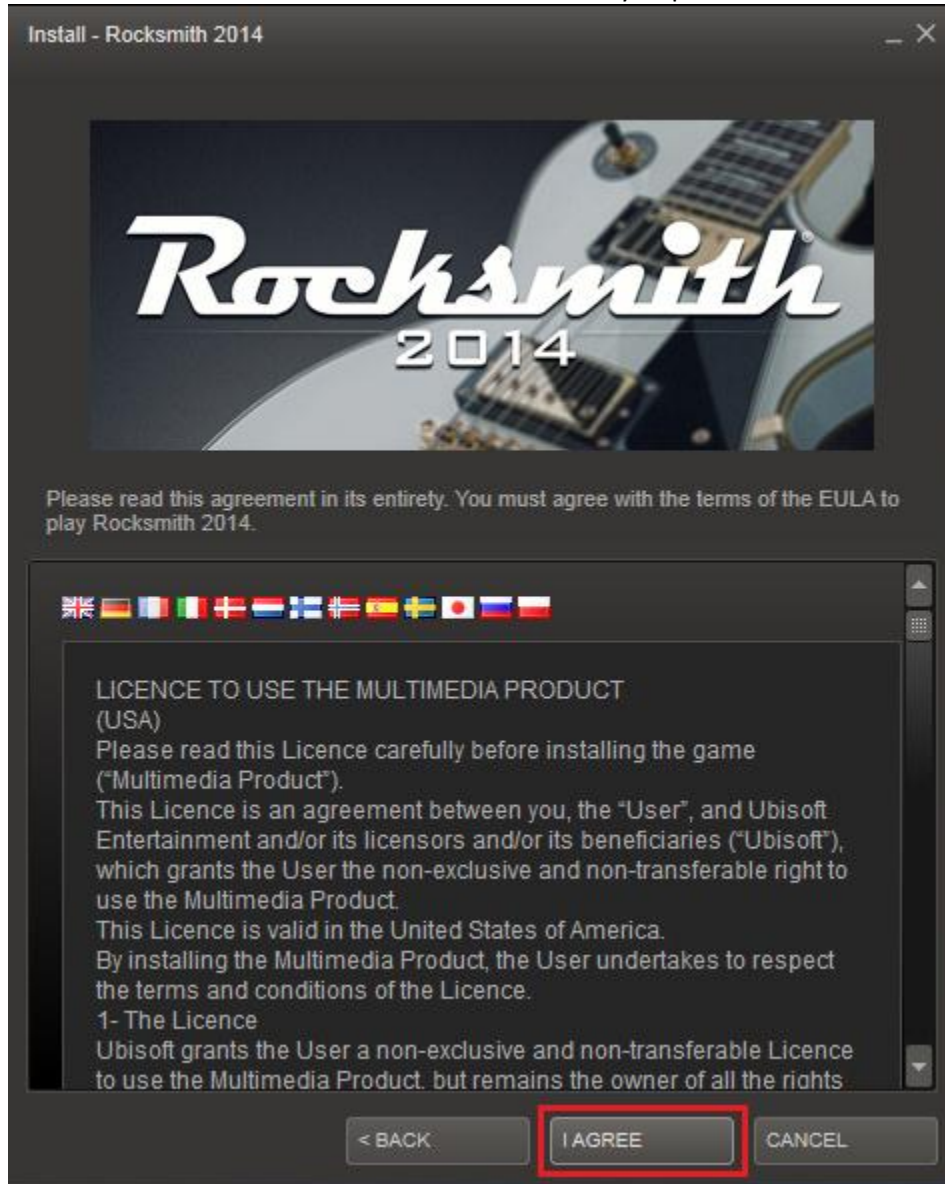 Install - Rocksmith 2014
Rocksmith®
2014
Please read this agreement in its entirety. You must agree with the terms of the EULA to
play Rocksmith 2014.
LICENCE TO USE THE MULTIMEDIA PRODUCT
(USA)
Please read this Licence carefully before installing the game
(“Multimedia Product”).
This Licence is an agreement between you, the “User”, and Ubisoft
Entertainment and/or its licensors and/or its beneficiaries (“Ubisoft”),
which grants the User the non-exclusive and non-transferable right to
use the Multimedia Product.
This Licence is valid in the United States of America.
By installing the Multimedia Product, the User undertakes to respect
the terms and conditions of the Licence.
1- The Licence
Ubisoft grants the User a non-exclusive and non-transferable Licence
to use the Multimedia Product, but remains the owner of all the rights
< BACK
I AGREE
CANCEL